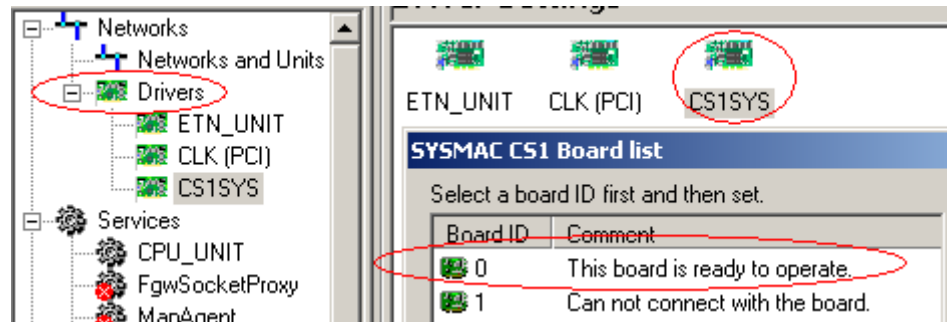 Networks
Networks and Units
Drivers
ETN_UNIT
CLK (PCI)
CS1SYS
Services
CPU_UNIT
FgwSocketProxy
MapAgent
ETN_UNIT
CLK (PCI)
CS1SYS
SYSMAC CS1 Board list
Select a board ID first and then set.
Board ID Comment
0 This board is ready to operate.
1 Can not connect with the board.